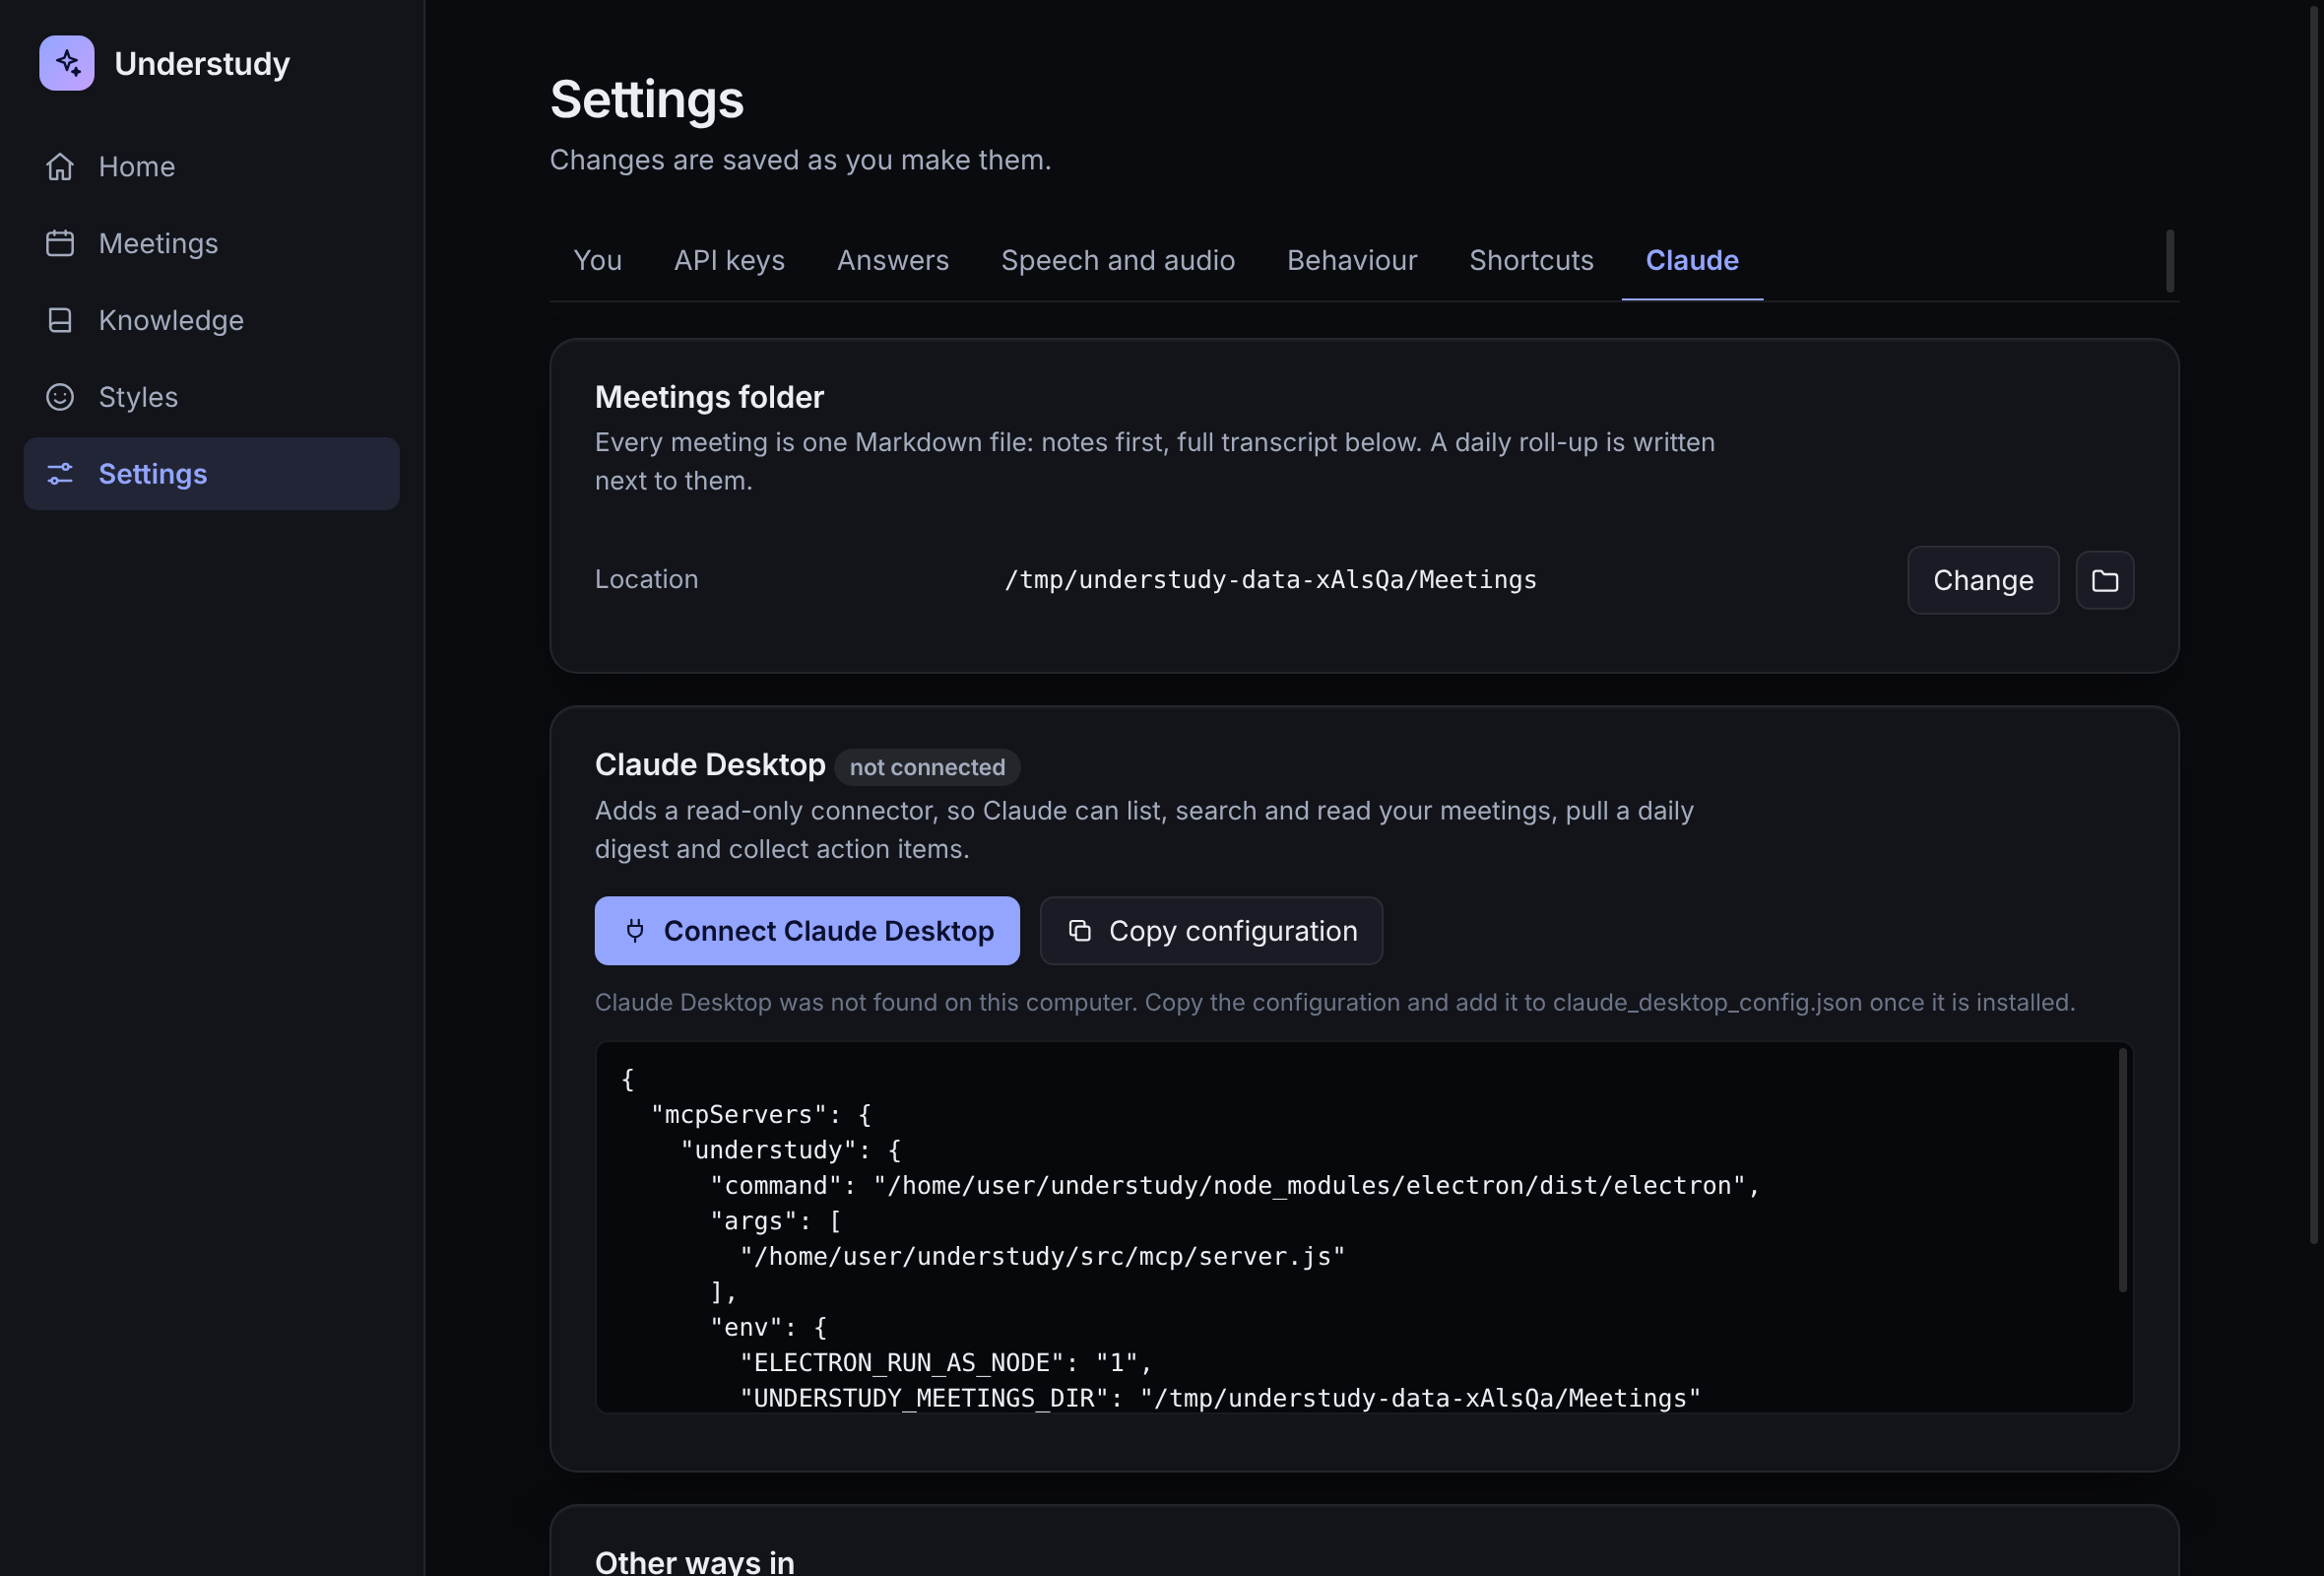 Understudy
Home
Meetings
Knowledge
Styles
Settings
Settings
Changes are saved as you make them.
You
API keys
Answers
Speech and audio
Behaviour
Shortcuts
Claude
Meetings folder
Every meeting is one Markdown file: notes first, full transcript below. A daily roll-up is written
next to them.
Location
/tmp/understudy-data-xAlsQa/Meetings
Change
Claude Desktop not connected
Adds a read-only connector, so Claude can list, search and read your meetings, pull a daily
digest and collect action items.
Connect Claude Desktop
Copy configuration
Claude Desktop was not found on this computer. Copy the configuration and add it to claude_desktop_config.json once it is installed.
{
  "mcpServers": {
    "understudy": {
      "command": "/home/user/understudy/node_modules/electron/dist/electron",
      "args": [
        "/home/user/understudy/src/mcp/server.js"
      ],
      "env": {
        "ELECTRON_RUN_AS_NODE": "1",
        "UNDERSTUDY_MEETINGS_DIR": "/tmp/understudy-data-xAlsQa/Meetings"
Other ways in